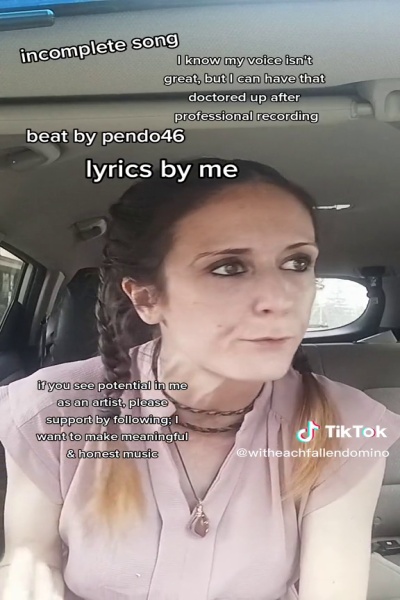 incomplete song
I know my voice isn't
great, but I can have that
doctored up after
professional recording
beat by pendo46
lyrics by me
if you see potential in me
as an artist, please
support by following; I
want to make meaningful
& honest music
TikTok
@witheachfallendomino